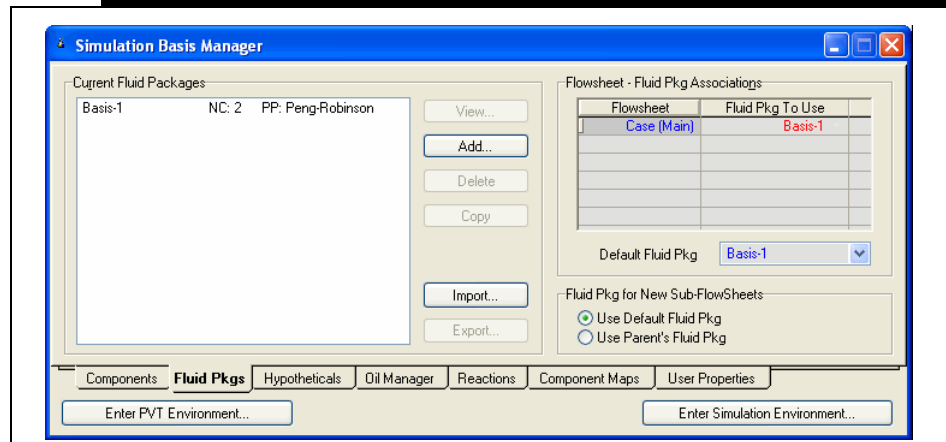 Simulation Basis Manager
Current Fluid Packages
Basis-1 NC: 2 PP: Peng-Robinson
View...
Add...
Delete
Copy
Import...
Export...
Flowsheet - Fluid Pkg Associations
Flowsheet Fluid Pkg To Use
Case (Main) Basis-1
Default Fluid Pkg Basis-1
Fluid Pkg for New Sub-FlowSheets
Use Default Fluid Pkg
Use Parent's Fluid Pkg
Components Fluid Pkgs Hypotheticals Oil Manager Reactions Component Maps User Properties
Enter PVT Environment... Enter Simulation Environment...